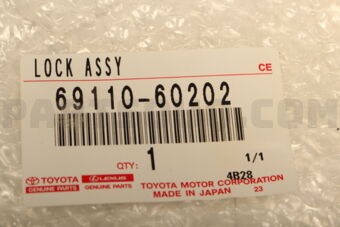 LOCK ASSY
CE
69110-60202
QTY: 1
1/1
4B28
TOYOTA
GENUINE PARTS
LEXUS
GENUINE PARTS
TOYOTA MOTOR CORPORATION
MADE IN JAPAN 23